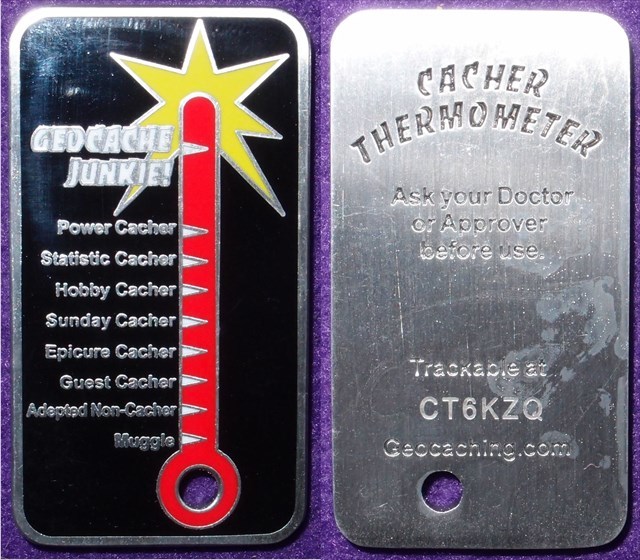 GEOCACHE
JUNKIE!
Power Cacher
Statistic Cacher
Hobby Cacher
Sunday Cacher
Epicure Cacher
Guest Cacher
Adepted Non-Cacher
Muggle
CACHER
THERMOMETER
Ask your Doctor
or Approver
before use.
Trackable at
CT6KZQ
Geocaching.com